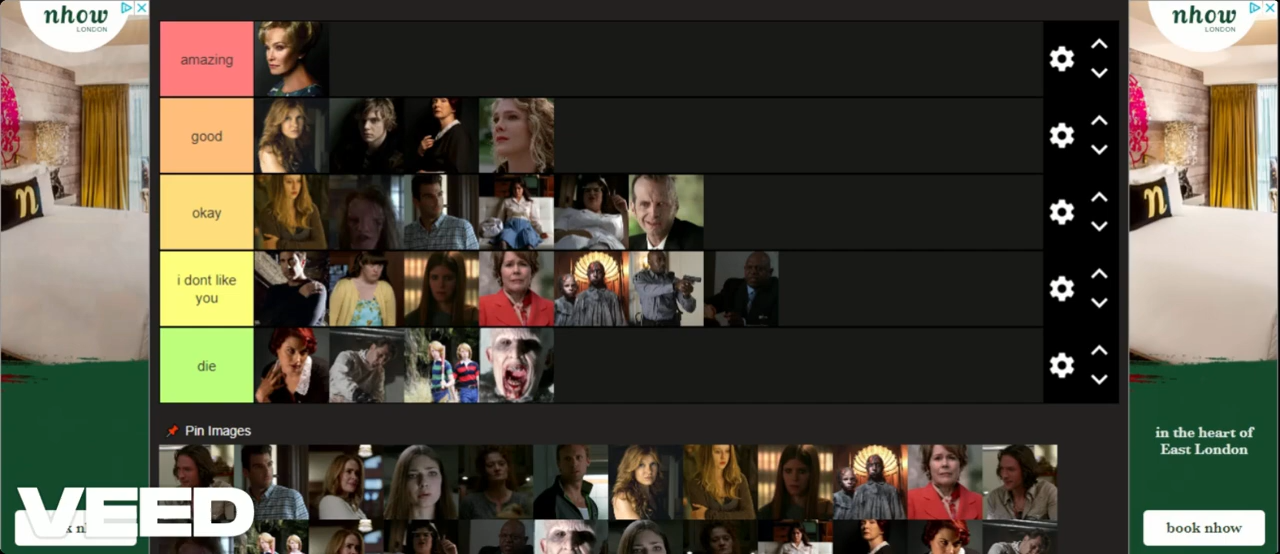 nhow
LONDON
n
amazing
good
okay
i dont like
you
die
Pin Images
VEED
nhow
LONDON
n
in the heart of
East London
book nhow